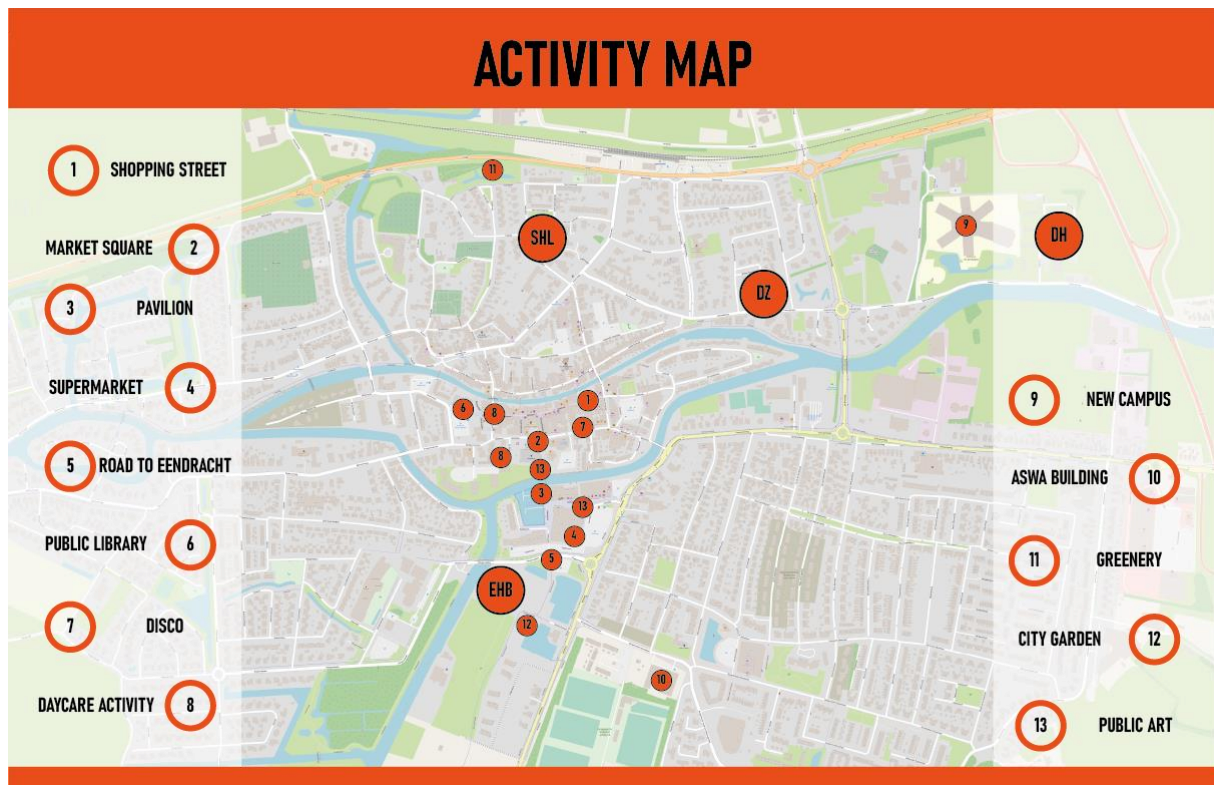 ACTIVITY MAP
1 SHOPPING STREET
MARKET SQUARE 2
3 PAVILION
SUPERMARKET 4
5 ROAD TO EENDRACHT
PUBLIC LIBRARY 6
7 DISCO
DAYCARE ACTIVITY 8
11
SHL
9
DH
DZ
1
6
8
7
2
8
13
3
13
4
5
EHB
12
10
9 NEW CAMPUS
ASWA BUILDING 10
11 GREENERY
CITY GARDEN 12
13 PUBLIC ART